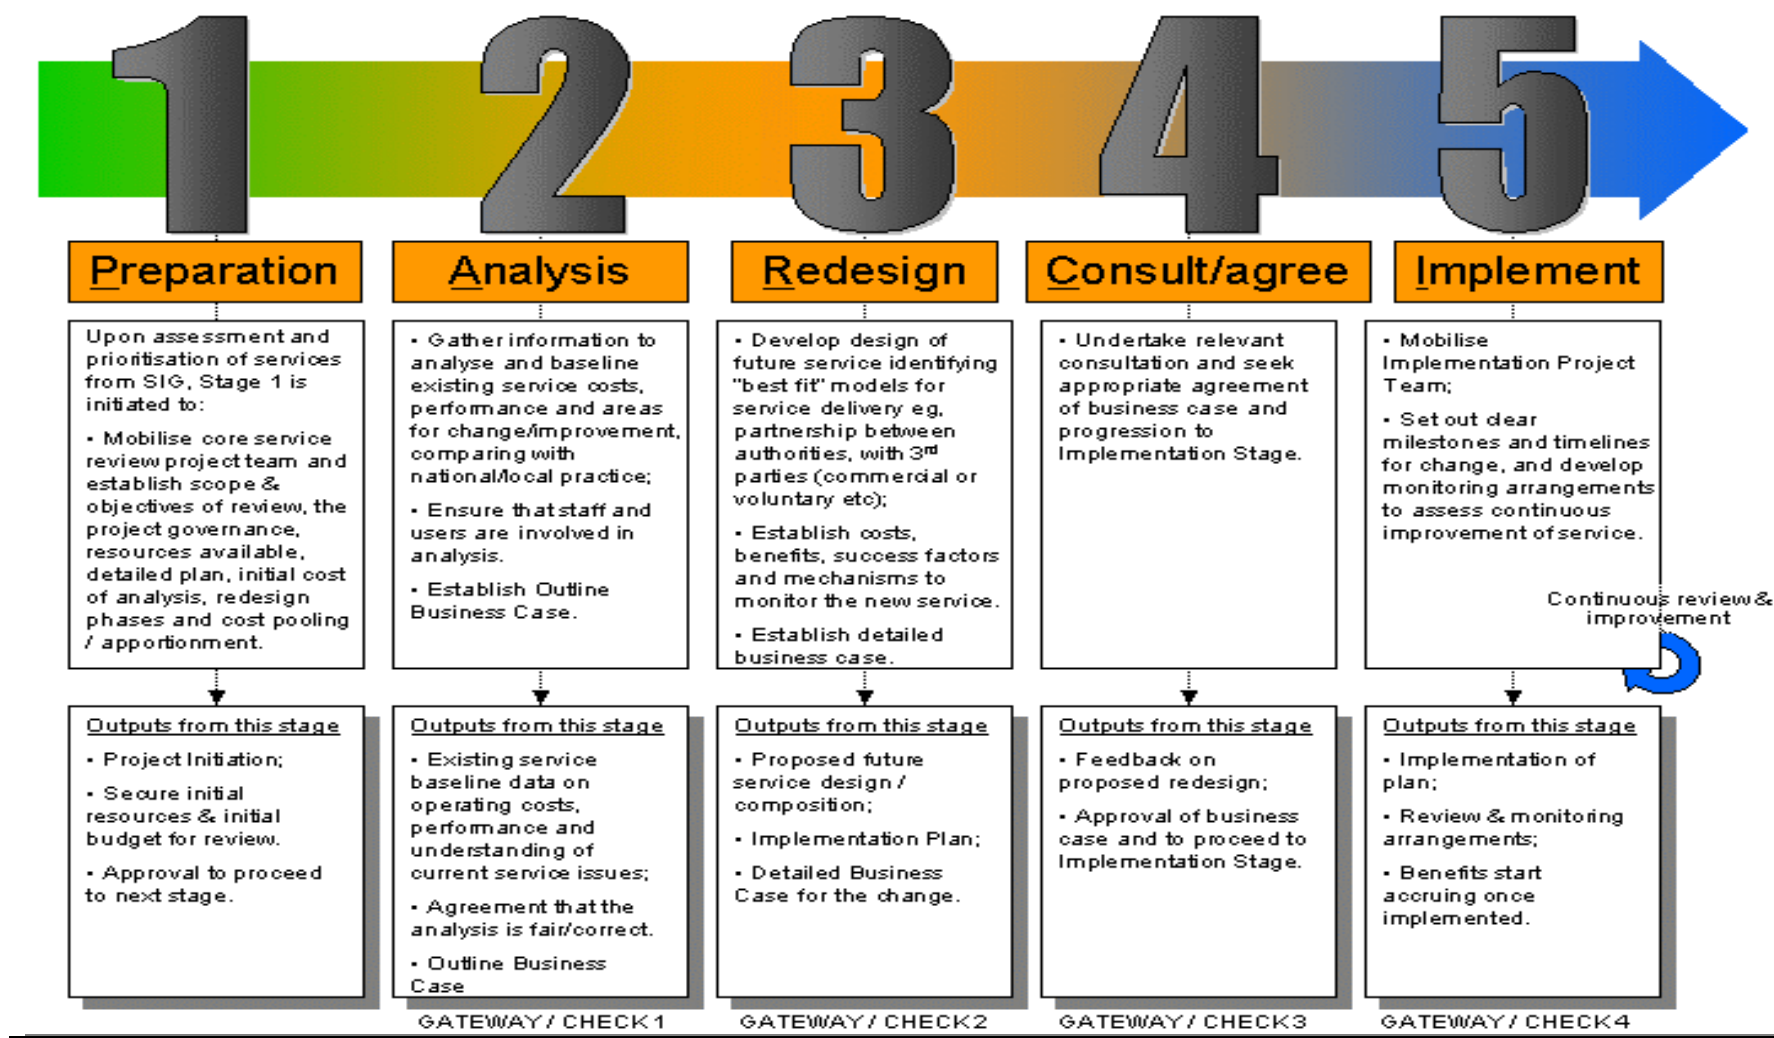 1
2
3
4
5
Preparation
Analysis
Redesign
Consult/agree
Implement
Upon assessment and
prioritisation of services
from SIG, Stage 1 is
initiated to:
• Mobilise core service
review project team and
establish scope &
objectives of review, the
project governance,
resources available,
detailed plan, initial cost
of analysis, redesign
phases and cost pooling
/ apportionment.
• Gather information to
analyse and baseline
existing service costs,
performance and areas
for change/improvement,
comparing with
national/local practice;
• Ensure that staff and
users are involved in
analysis.
• Establish Outline
Business Case.
• Develop design of
future service identifying
"best fit" models for
service delivery eg,
partnership between
authorities, with 3rd
parties (commercial or
voluntary etc);
• Establish costs,
benefits, success factors
and mechanisms to
monitor the new service.
• Establish detailed
business case.
• Undertake relevant
consultation and seek
appropriate agreement
of business case and
progression to
Implementation Stage.
• Mobilise
Implementation Project
Team;
• Set out clear
milestones and timelines
for change, and develop
monitoring arrangements
to assess continuous
improvement of service.
Continuous review &
improvement
Outputs from this stage
• Project Initiation;
• Secure initial
resources & initial
budget for review.
• Approval to proceed
to next stage.
Outputs from this stage
• Existing service
baseline data on
operating costs,
performance and
understanding of
current service issues;
• Agreement that the
analysis is fair/correct.
• Outline Business
Case
Outputs from this stage
• Proposed future
service design /
composition;
• Implementation Plan;
• Detailed Business
Case for the change.
Outputs from this stage
• Feedback on
proposed redesign;
• Approval of business
case and to proceed to
Implementation Stage.
Outputs from this stage
• Implementation of
plan;
• Review & monitoring
arrangements;
• Benefits start
accruing once
implemented.
GATEWAY / CHECK 1
GATEWAY / CHECK 2
GATEWAY / CHECK 3
GATEWAY / CHECK 4